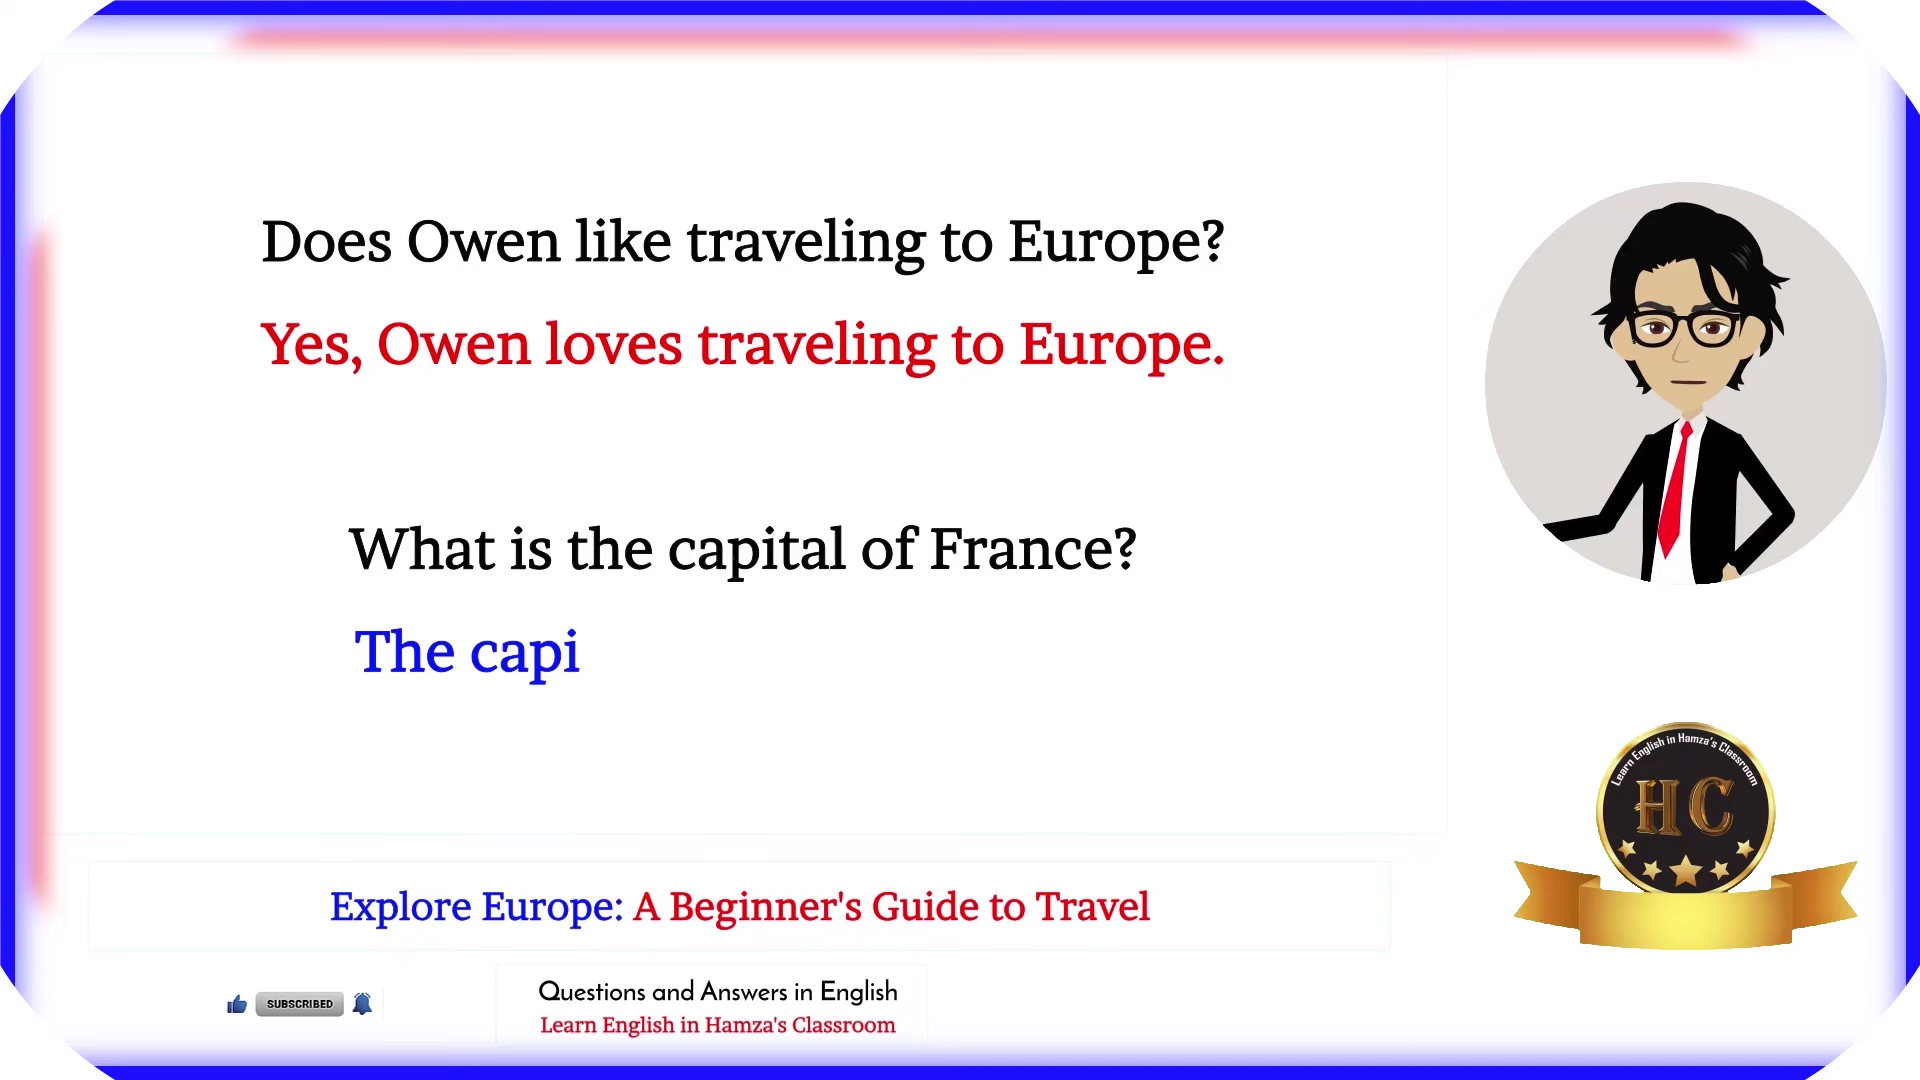 Does Owen like traveling to Europe?
Yes, Owen loves traveling to Europe.
What is the capital of France?
The capi
Learn English in Hamza's Classroom
HC
Explore Europe: A Beginner's Guide to Travel
SUBSCRIBED
Questions and Answers in English
Learn English in Hamza's Classroom